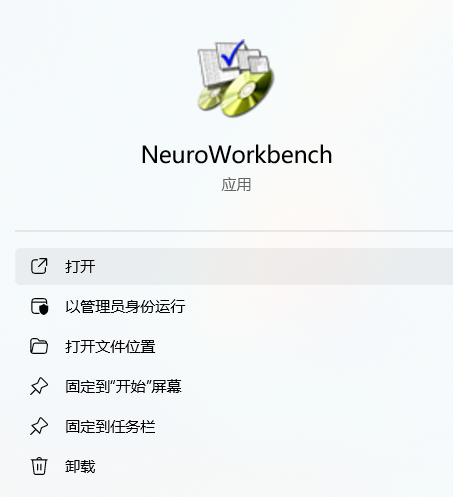 NeuroWorkbench
应用
打开
以管理员身份运行
打开文件位置
固定到"开始"屏幕
固定到任务栏
卸载